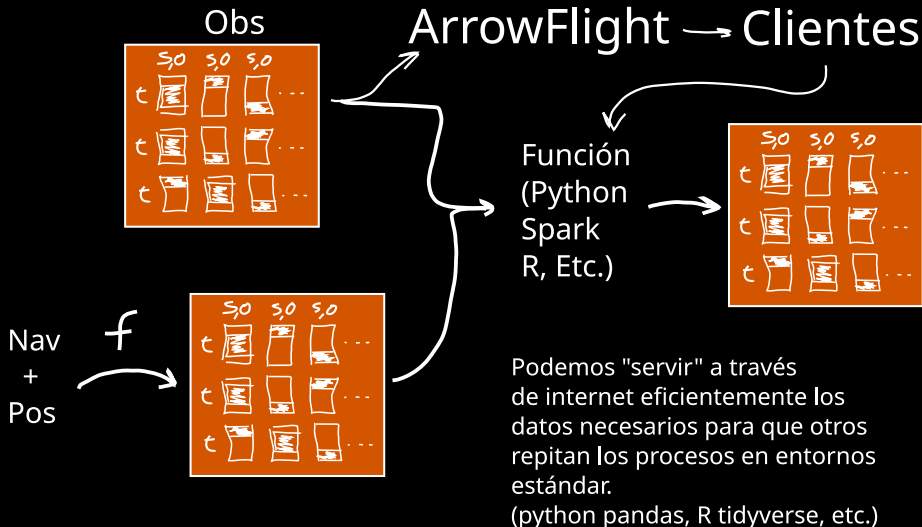 Obs
ArrowFlight
Clientes
s,o s,o s,o
t
t
t
Función
(Python
Spark
R, Etc.)
s,o s,o s,o
t
t
t
Nav
+
Pos
f
s,o s,o s,o
t
t
t
Podemos "servir" a través
de internet eficientemente los
datos necesarios para que otros
repitan los procesos en entornos
estándar.
(python pandas, R tidyverse, etc.)